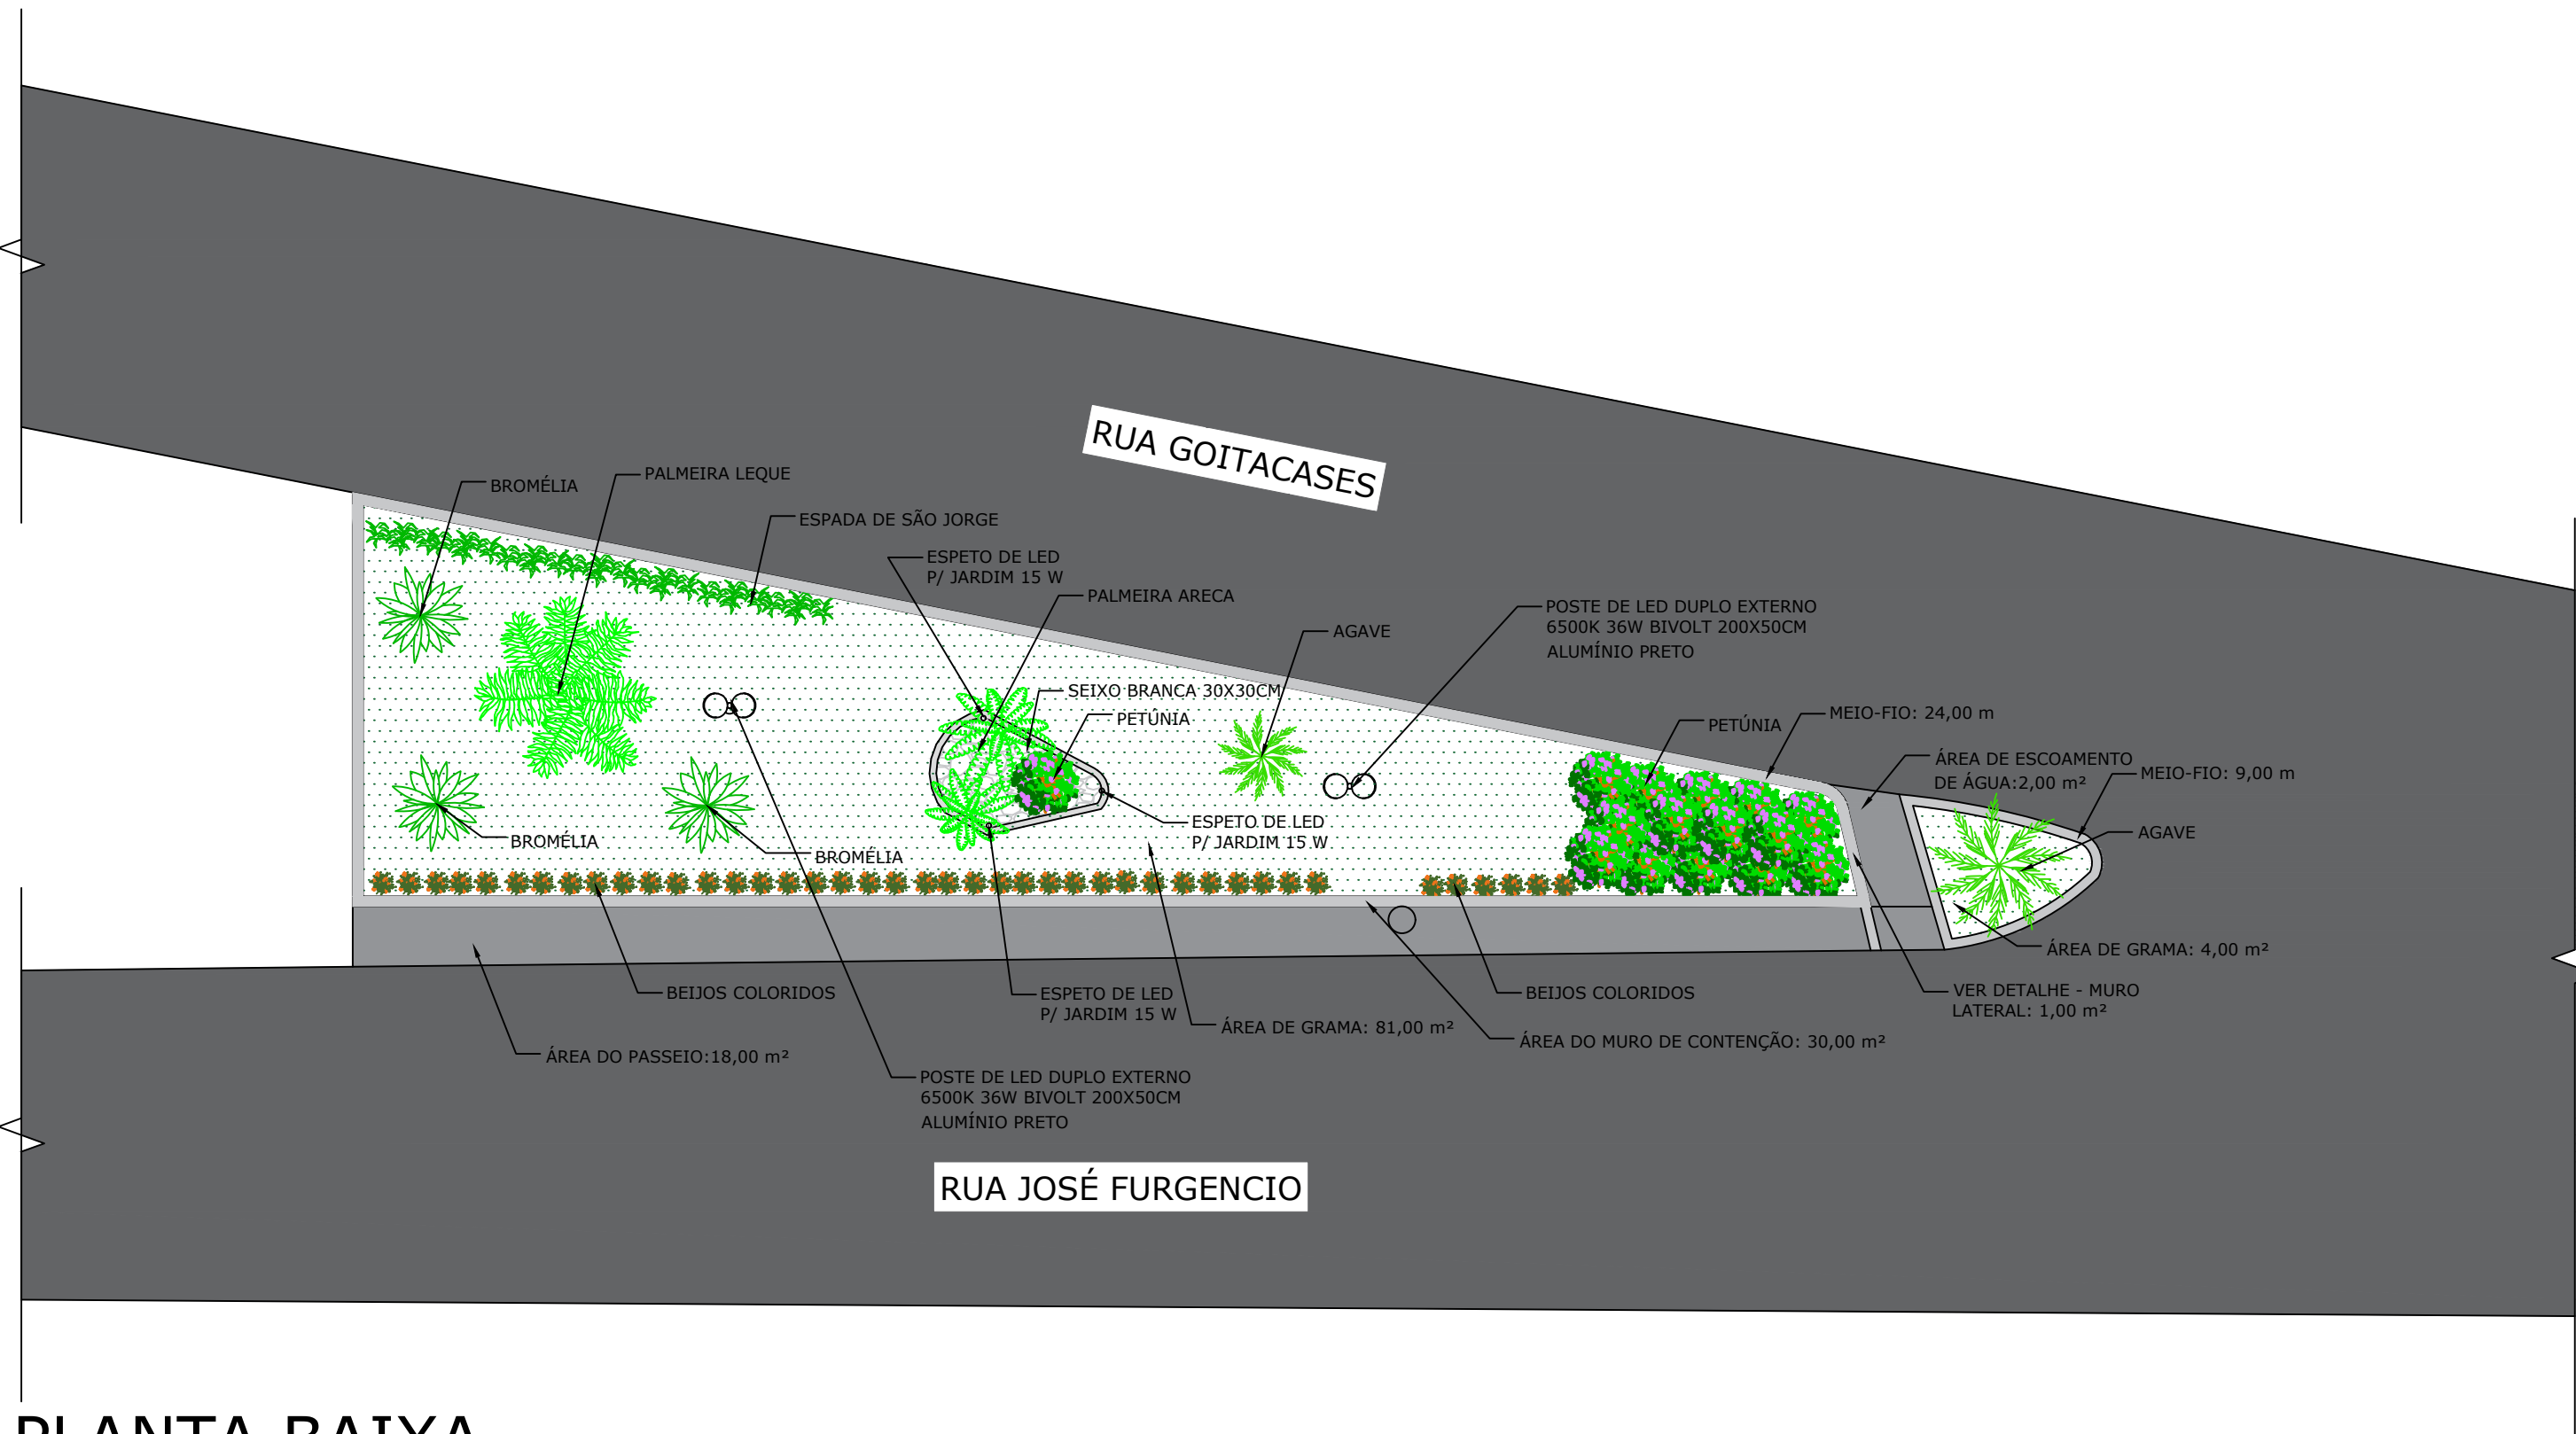 RUA GOITACASES
PALMEIRA LEQUE
BROMÉLIA
ESPADA DE SÃO JORGE
ESPETO DE LED
P/ JARDIM 15 W
PALMEIRA ARECA
POSTE DE LED DUPLO EXTERNO
6500K 36W BIVOLT 200X50CM
ALUMÍNIO PRETO
AGAVE
SEIXO BRANCA 30X30CM
PETÚNIA
PETÚNIA
MEIO-FIO: 24,00 m
ÁREA DE ESCOAMENTO
DE ÁGUA:2,00 m²
MEIO-FIO: 9,00 m
ESPETO DE LED
P/ JARDIM 15 W
AGAVE
BROMÉLIA
BROMÉLIA
ÁREA DE GRAMA: 4,00 m²
BEIJOS COLORIDOS
ESPETO DE LED
P/ JARDIM 15 W
BEIJOS COLORIDOS
VER DETALHE - MURO
LATERAL: 1,00 m²
ÁREA DE GRAMA: 81,00 m²
ÁREA DO MURO DE CONTENÇÃO: 30,00 m²
ÁREA DO PASSEIO:18,00 m²
POSTE DE LED DUPLO EXTERNO
6500K 36W BIVOLT 200X50CM
ALUMÍNIO PRETO
RUA JOSÉ FURGENCIO
PLANTA BAIXA